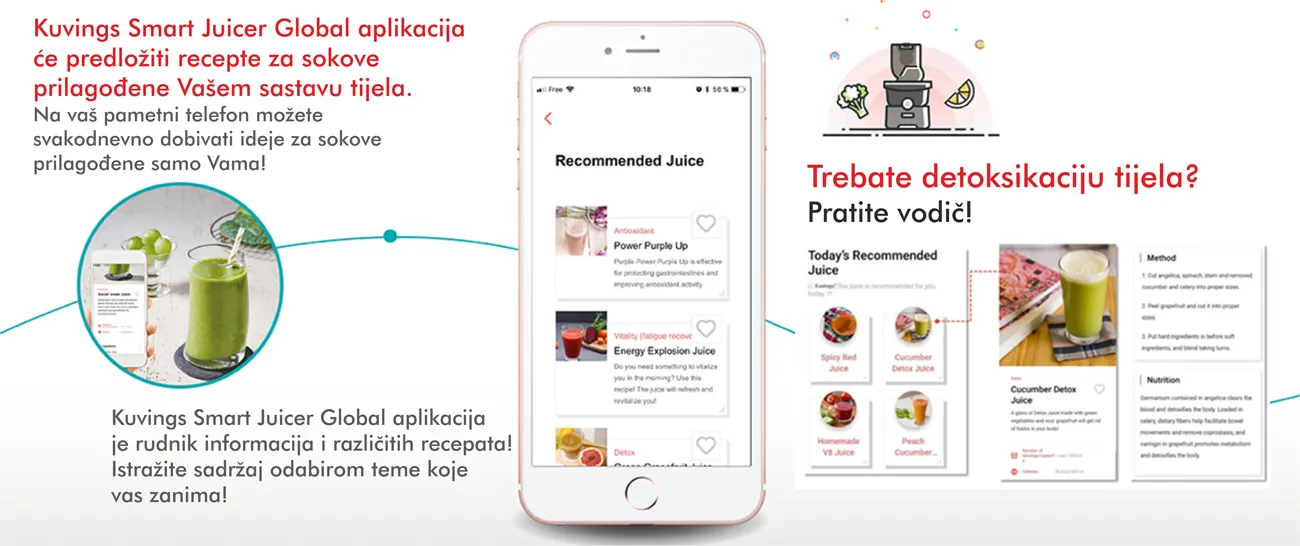 Kuvings Smart Juicer Global aplikacija
će predložiti recepte za sokove
prilagođene Vašem sastavu tijela.
Na vaš pametni telefon možete
svakodnevno dobivati ideje za sokove
prilagođene samo Vama!
Kuvings Smart Juicer Global aplikacija
je rudnik informacija i različitih recepata!
Istražite sadržaj odabirom teme koje
vas zanima!
Free
10:18
56 %
Recommended Juice
Antioxidant
Power Purple Up
Purple Power Purple Up is effective
for protecting gastrointestines and
improving antioxidant activity
Vitality (fatigue recove
Energy Explosion Juice
Do you need something to vitalize
you in the morning? Use this
recipe! The juice will refresh and
revitalize you!
Detox
Green Grapefruit Juice
Trebate detoksikaciju tijela?
Pratite vodič!
Today's Recommended
Juice
Kuvings! This juice is recommended for you
today
Spicy Red
Juice
Cucumber
Detox Juice
Homemade
V8 Juice
Peach
Cucumber...
Detox
Cucumber Detox
Juice
A glass of Detox Juice made with green
vegetables and sour grapefruit will get rid
of toxins in your body!
Number of
Calories
Method
1. Cut angelica, spinach, stem-end-removed
cucumber and celery into proper sizes.
2. Peel grapefruit and cut it into proper
sizes.
3. Put hard ingredients in before soft
ingredients, and blend taking turns.
Nutrition
Germanium contained in angelica clears the
blood and detoxifies the body. Loaded in
celery, dietary fibers help facilitate bowel
movements and remove coprostasis, and
naringin in grapefruit promotes metabolism
and detoxifies the body.